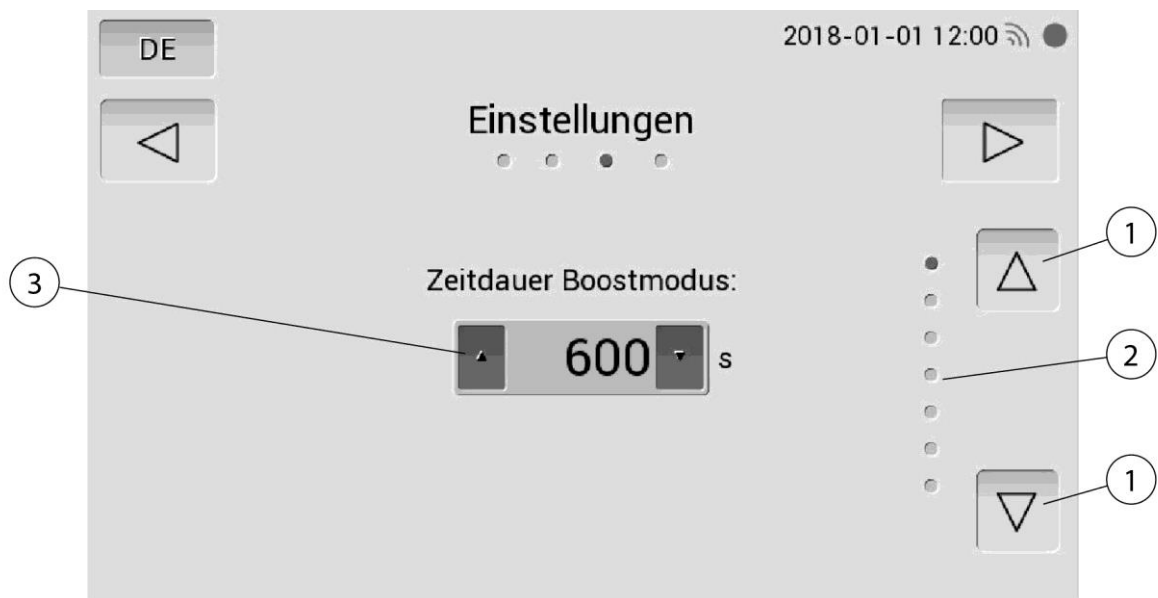 DE
2018-01-01 12:00
Einstellungen
1
3
Zeitdauer Boostmodus:
600 s
2
1